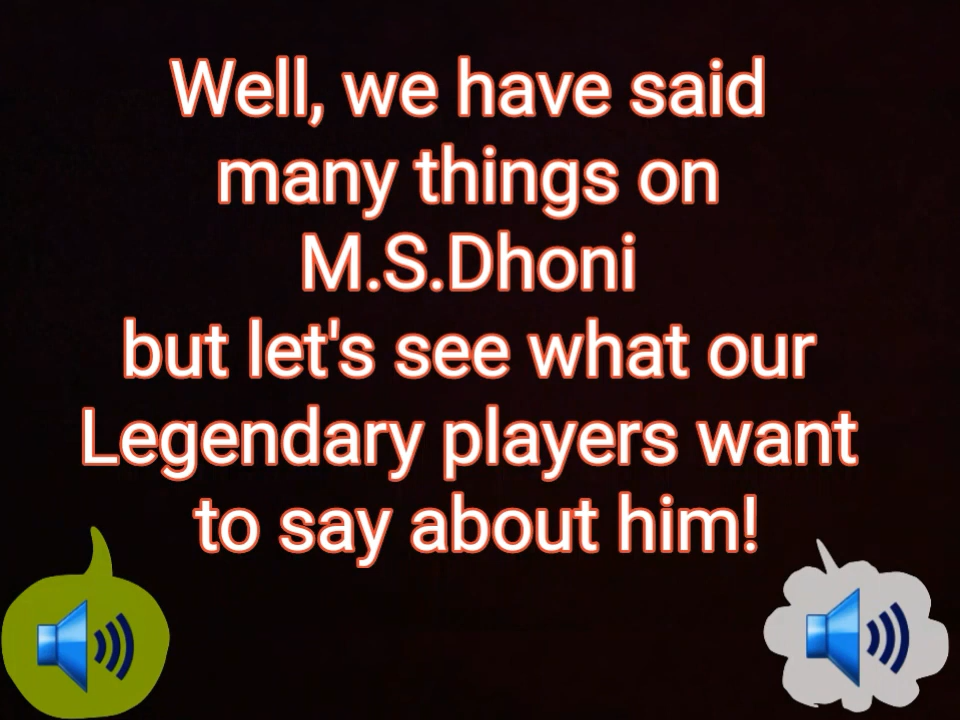 Well, we have said
many things on
M.S.Dhoni
but let's see what our
Legendary players want
to say about him!